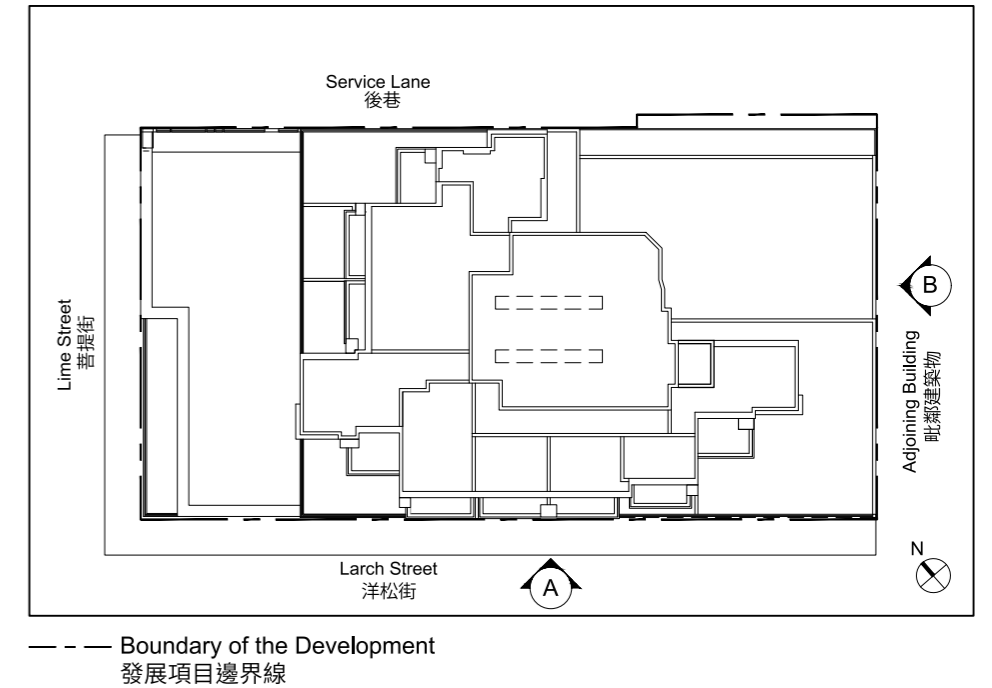 Service Lane
後巷
Lime Street
菩提街
B
Adjoining Building
毗鄰建築物
Larch Street
洋松街
A
N
Boundary of the Development
發展項目邊界線